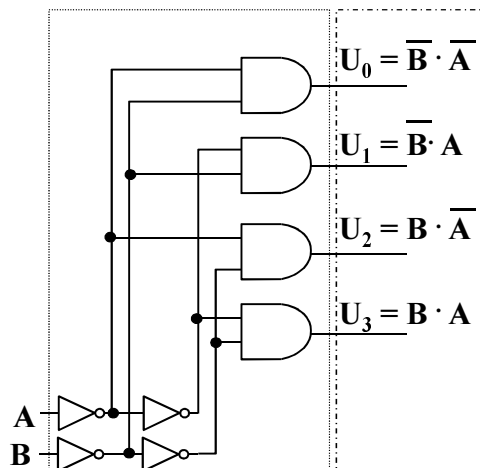 U₀ = B̅ · A̅
U₁ = B̅· A
U₂ = B · A̅
U₃ = B · A
A
B